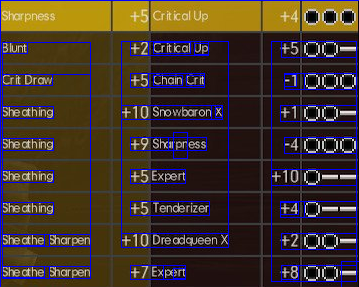 Sharpness +5 Critical Up +4
Blunt +2 Critical Up +5
Crit Draw +5 Chain Crit -1
Sheathing +10 Snowbaron X +1
Sheathing +9 Sharpness -4
Sheathing +5 Expert +10
Sheathing +5 Tenderizer +4
Sheathe Sharpen +10 Dreadqueen X +2
Sheathe Sharpen +7 Expert +8